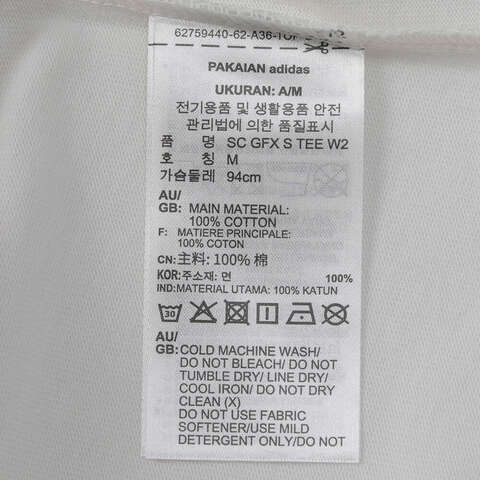 62759440-62-A36-TOP
PAKAIAN adidas
UKURAN: A/M
전기용품 및 생활용품 안전
관리법에 의한 품질표시
품 명 SC GFX S TEE W2
호 칭 M
가슴둘레 94cm
AU/
GB: MAIN MATERIAL:
100% COTTON
F: MATIERE PRINCIPALE:
100% COTON
CN: 主料: 100% 棉
KOR:주소재: 면 100%
IND:MATERIAL UTAMA: 100% KATUN
30
AU/
GB:COLD MACHINE WASH/
DO NOT BLEACH/ DO NOT
TUMBLE DRY/ LINE DRY/
COOL IRON/ DO NOT DRY
CLEAN (X)
DO NOT USE FABRIC
SOFTENER/USE MILD
DETERGENT ONLY/DO NOT